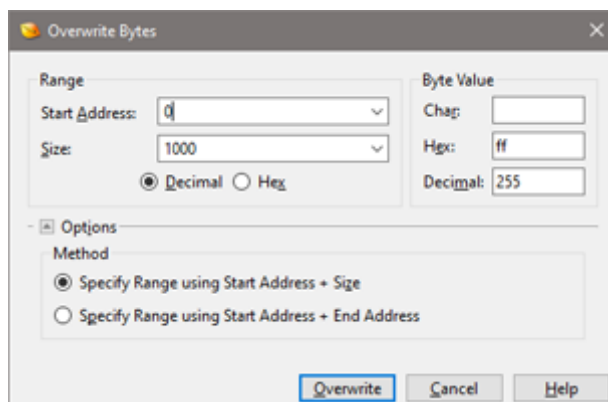 Overwrite Bytes
Range
Start Address: 0
Size: 1000
Decimal Hex
Byte Value
Char:
Hex: ff
Decimal: 255
Options
Method
Specify Range using Start Address + Size
Specify Range using Start Address + End Address
Overwrite Cancel Help